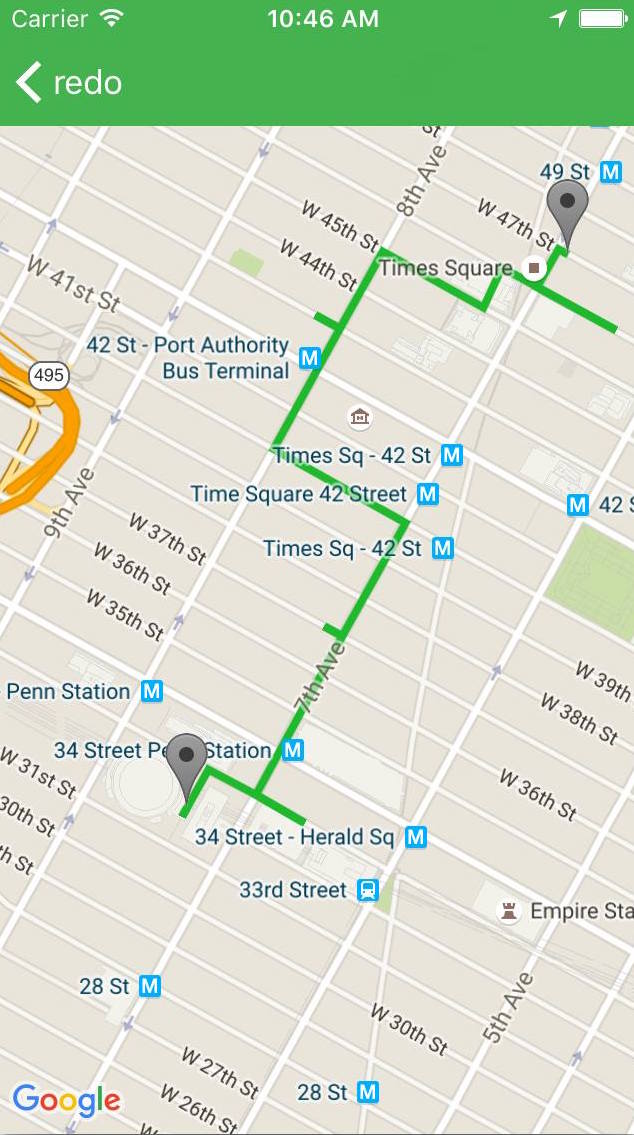 Carrier
10:46 AM
redo
St
8th Ave
49 St M
W 47th St
W 45th St
W 44th St
Times Square
W 41st St
42 St - Port Authority
Bus Terminal M
495
Times Sq - 42 St M
Time Square 42 Street M
M 42 S
9th Ave
W 37th St
Times Sq - 42 St M
W 36th St
W 35th St
7th Ave
W 39th
Penn Station M
W 38th St
34 Street Pe Station M
W 31st St
W 36th St
30th St
34 Street - Herald Sq M
th St
33rd Street
Empire Sta
28 St M
5th Ave
W 30th St
W 27th St
28 St M
W 26th St
Google